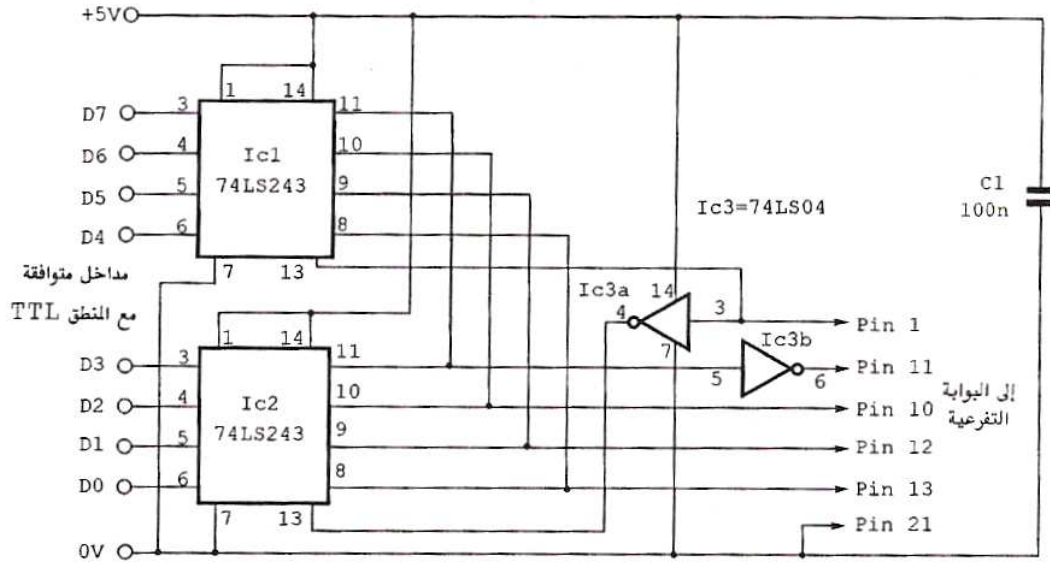 +5V
1
14
D7
3
11
D6
4
10
Ic1
D5
5
9
74LS243
D4
6
8
7
13
مداخل متوافقة
مع المنطق TTL
1
14
D3
3
11
D2
4
10
Ic2
D1
5
9
74LS243
D0
6
8
7
13
0V
Ic3=74LS04
C1
100n
Ic3a
14
4
3
7
Ic3b
5
6
Pin 1
Pin 11
Pin 10
Pin 12
Pin 13
Pin 21
إلى البوابة
التفرعية